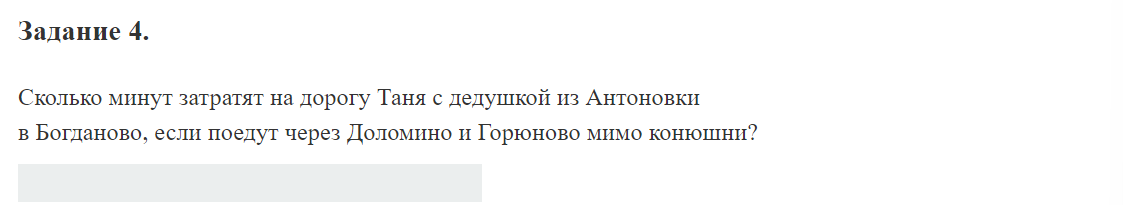 Задание 4.
Сколько минут затратят на дорогу Таня с дедушкой из Антоновки
в Богданово, если поедут через Доломино и Горюново мимо конюшни?